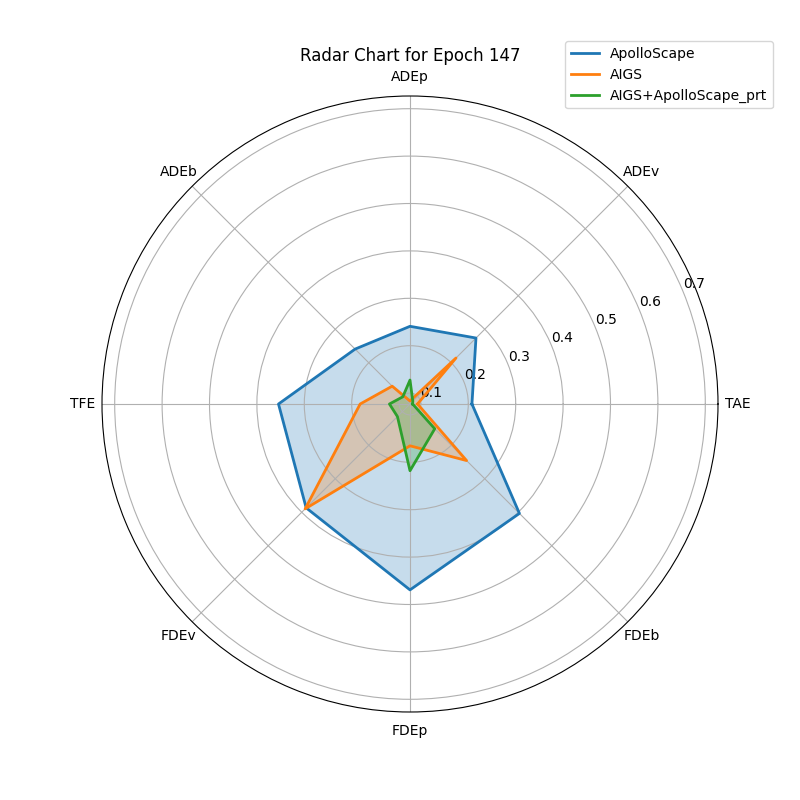 Radar Chart for Epoch 147
ApolloScape
AIGS
AIGS+ApolloScape_prt
ADEp
ADEb
ADEv
TFE
TAE
FDEv
FDEb
FDEp
0.1
0.2
0.3
0.4
0.5
0.6
0.7